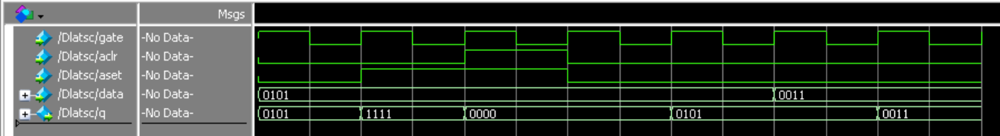 Msgs
/Dlatsc/gate -No Data-
/Dlatsc/aclr -No Data-
/Dlatsc/aset -No Data-
/Dlatsc/data -No Data- 0101 0011
/Dlatsc/q -No Data- 0101 1111 0000 0101 0011